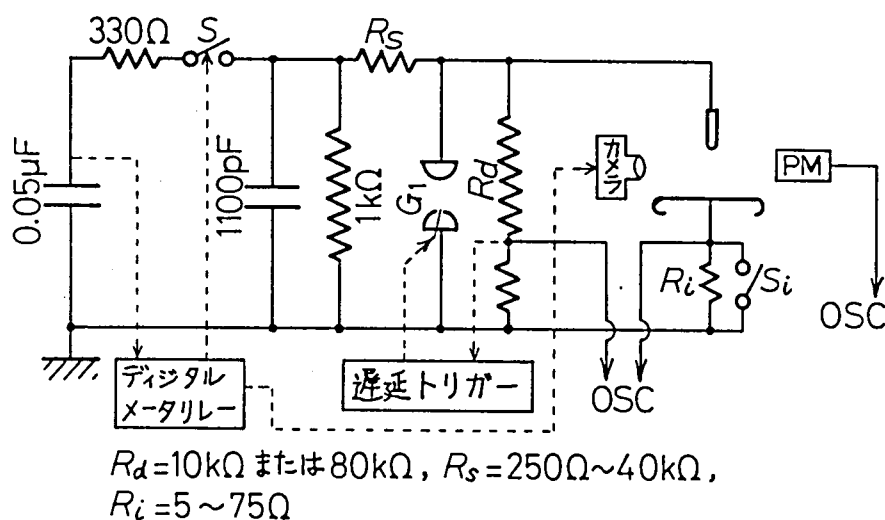 330Ω
S
Rs
0.05μF
1100pF
1kΩ
G1
Rd
カメラ
PM
Ri
Si
OSC
OSC
ディジタル
メータリレー
遅延トリガー
Rd=10kΩ または 80kΩ, Rs=250Ω~40kΩ,
Ri=5~75Ω